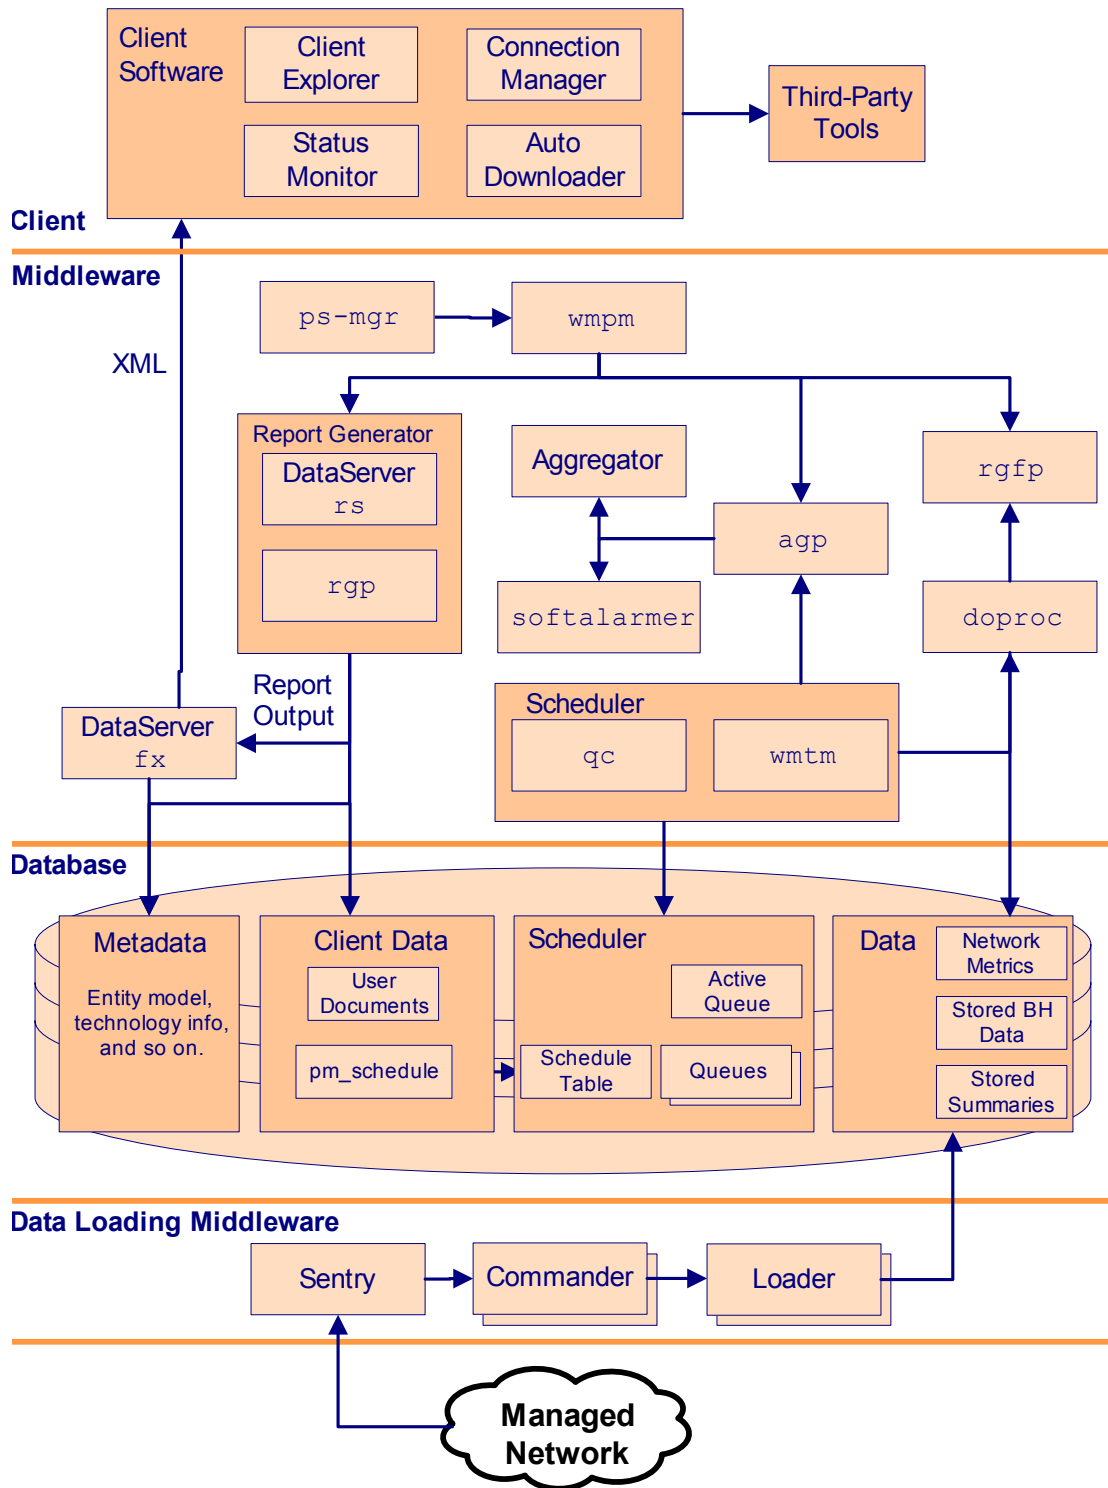 Client
Software
Client
Explorer
Connection
Manager
Status
Monitor
Auto
Downloader
Third-Party
Tools
Client
Middleware
ps-mgr
wmpm
XML
Report Generator
DataServer
rs
rgp
Aggregator
rgfp
agp
softalarmer
doproc
Report
Output
DataServer
fx
Scheduler
qc
wmtm
Database
Metadata
Entity model,
technology info,
and so on.
Client Data
User
Documents
pm_schedule
Scheduler
Active
Queue
Schedule
Table
Queues
Data
Network
Metrics
Stored BH
Data
Stored
Summaries
Data Loading Middleware
Sentry
Commander
Loader
Managed
Network